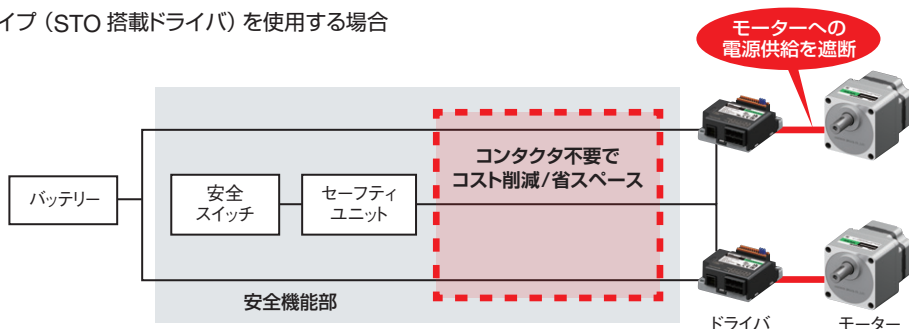 イプ（STO 搭載ドライバ）を使用する場合
モーターへの
電源供給を遮断
コンタクタ不要で
コスト削減/省スペース
バッテリー
安全
スイッチ
セーフティ
ユニット
安全機能部
ドライバ
モーター